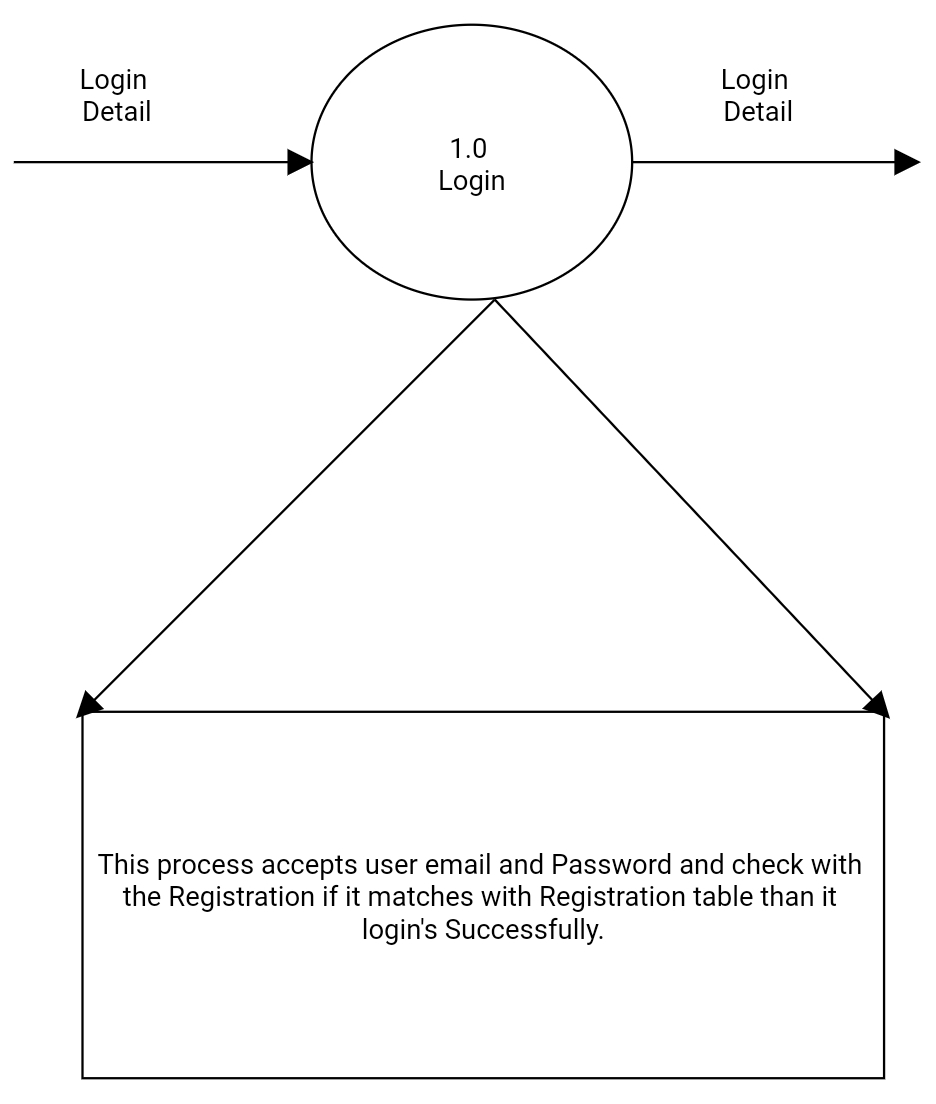 Login
Detail
Login
Detail
1.0
Login
This process accepts user email and Password and check with
the Registration if it matches with Registration table than it
login's Successfully.